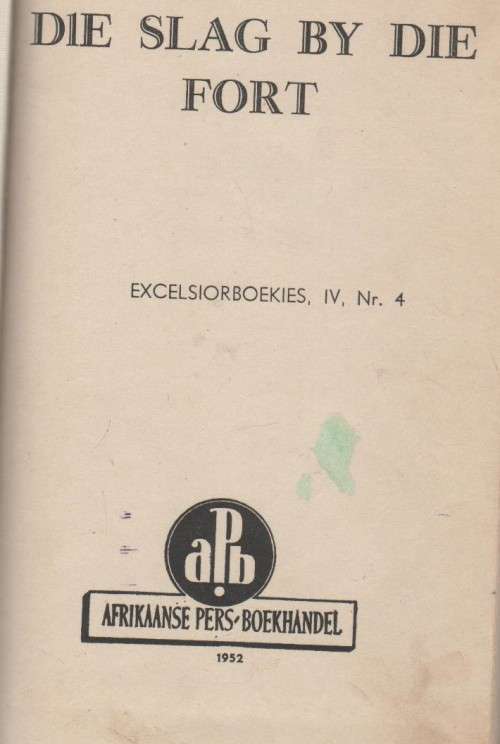 DIE SLAG BY DIE
FORT
EXCELSIORBOEKIES, IV, Nr. 4
aPb
AFRIKAANSE PERS-BOEKHANDEL
1952